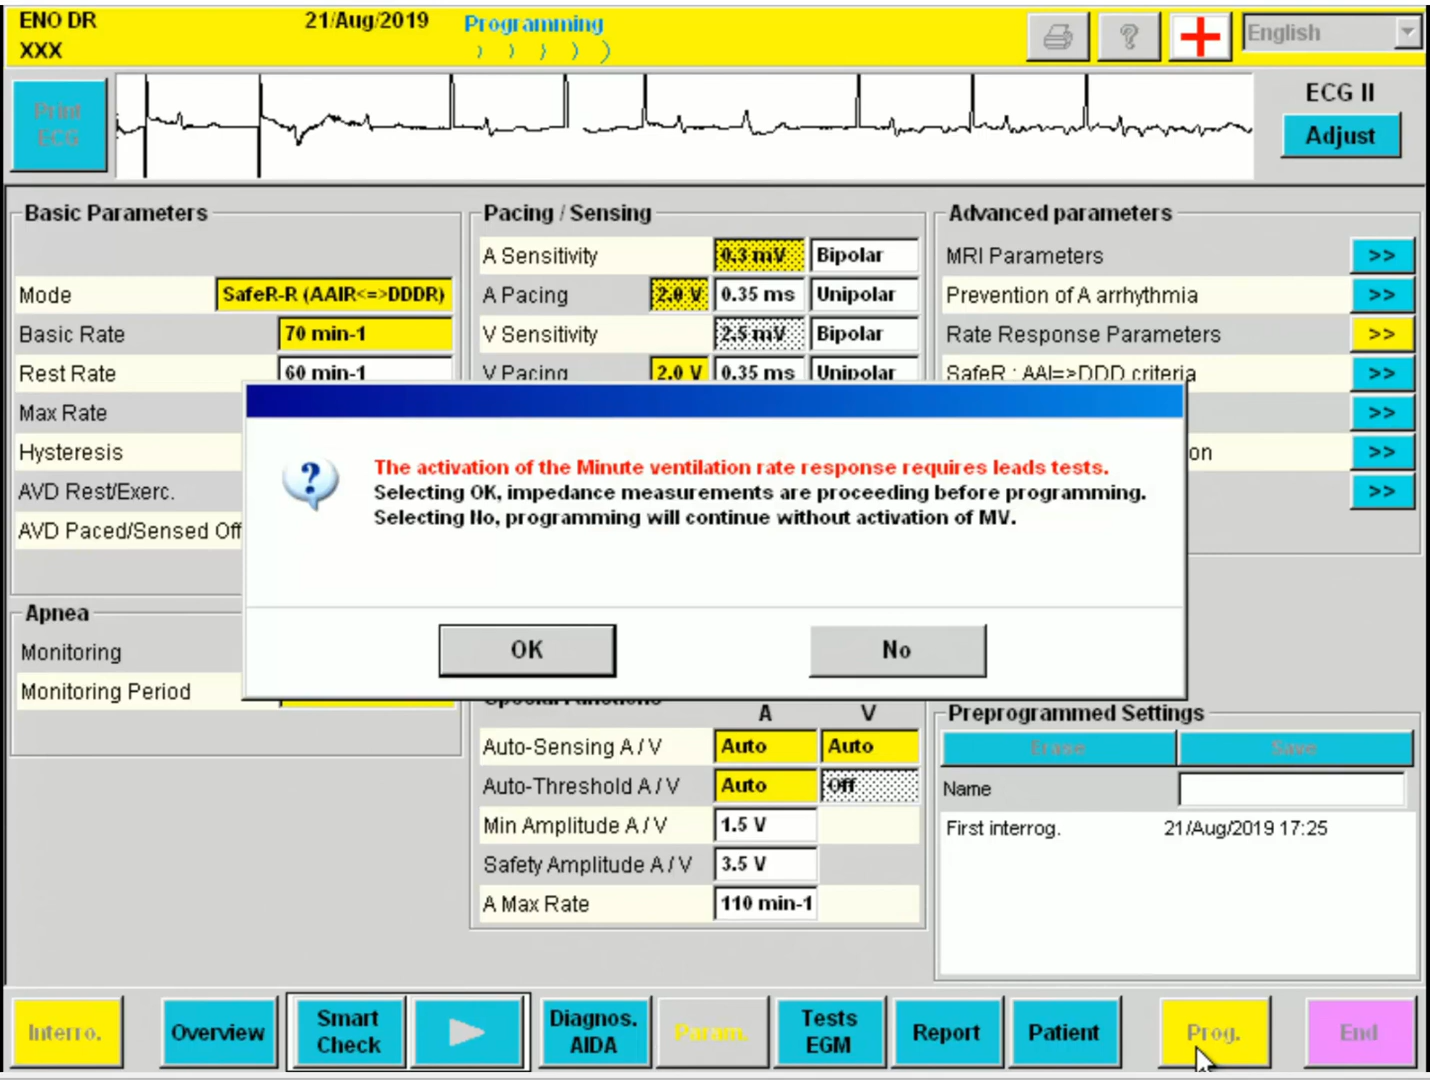 ENO DR
XXX
21/Aug/2019
Programming
?
English
Print
ECG
ECG II
Adjust
Basic Parameters
Mode
SafeR-R (AAIR<=>DDDR)
Basic Rate
70 min-1
Rest Rate
60 min-1
Max Rate
Hysteresis
AVD Rest/Exerc.
AVD Paced/Sensed Off
Pacing / Sensing
A Sensitivity
0.3 mV
Bipolar
A Pacing
2.0 V
0.35 ms
Unipolar
V Sensitivity
2.5 mV
Bipolar
V Pacing
2.0 V
0.35 ms
Unipolar
Advanced parameters
MRI Parameters
>>
Prevention of A arrhythmia
>>
Rate Response Parameters
>>
SafeR : AAI=>DDD criteria
>>
>>
on
>>
>>
?
The activation of the Minute ventilation rate response requires leads tests.
Selecting OK, impedance measurements are proceeding before programming.
Selecting No, programming will continue without activation of MV.
OK
No
Apnea
Monitoring
Monitoring Period
Special Functions
A
V
Auto-Sensing A / V
Auto
Auto
Auto-Threshold A / V
Auto
Off
Min Amplitude A / V
1.5 V
Safety Amplitude A / V
3.5 V
A Max Rate
110 min-1
Preprogrammed Settings
Erase
Save
Name
First interrog.
21/Aug/2019 17:25
Interro.
Overview
Smart
Check
Diagnos.
AIDA
Param.
Tests
EGM
Report
Patient
Prog.
End